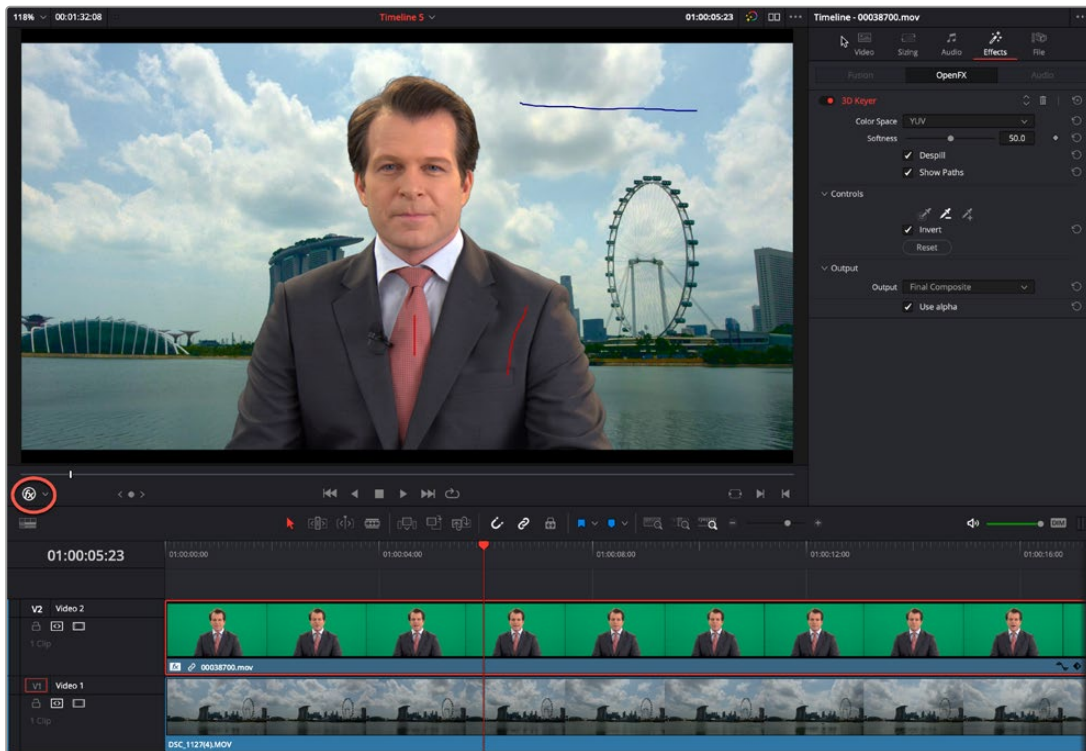 118% 00:01:32:08 Timeline 5 01:00:05:23 ••• Timeline - 00038700.mov
Video Sizing Audio Effects File
Fusion OpenFX Audio
3D Keyer
Color Space YUV
Softness 50.0
Despill
Show Paths
Controls
Invert
Reset
Output
Output Final Composite
Use alpha
fx
DIM
01:00:05:23 01:00:00:00 01:00:04:00 01:00:08:00 01:00:12:00 01:00:16:00
V2 Video 2
1 Clip
fx 00038700.mov
V1 Video 1
1 Clip
DSC_1127(4).MOV